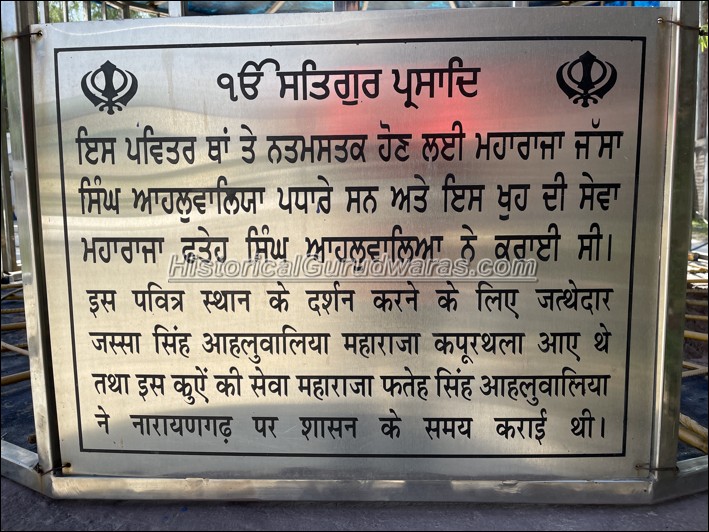 ੴ ਸਤਿਗੁਰ ਪ੍ਰਸਾਦਿ
ਇਸ ਪਵਿਤਰ ਥਾਂ ਤੇ ਨਤਮਸਤਕ ਹੋਣ ਲਈ ਮਹਾਰਾਜਾ ਜੱਸਾ
ਸਿੰਘ ਆਹਲੂਵਾਲਿਯਾ ਪਧਾਰੇ ਸਨ ਅਤੇ ਇਸ ਖੂਹ ਦੀ ਸੇਵਾ
ਮਹਾਰਾਜਾ ਫਤੇਹ ਸਿੰਘ ਆਹਲੂਵਾਲਿਆ ਨੇ ਕਰਾਈ ਸੀ।
HistoricalGurudwaras.com
इस पवित्र स्थान के दर्शन करने के लिए जत्थेदार
जस्सा सिंह आहलुवालिया महाराजा कपूरथला आए थे
तथा इस कुऐं की सेवा महाराजा फतेह सिंह आहलुवालिया
ने नारायणगढ़ पर शासन के समय कराई थी।